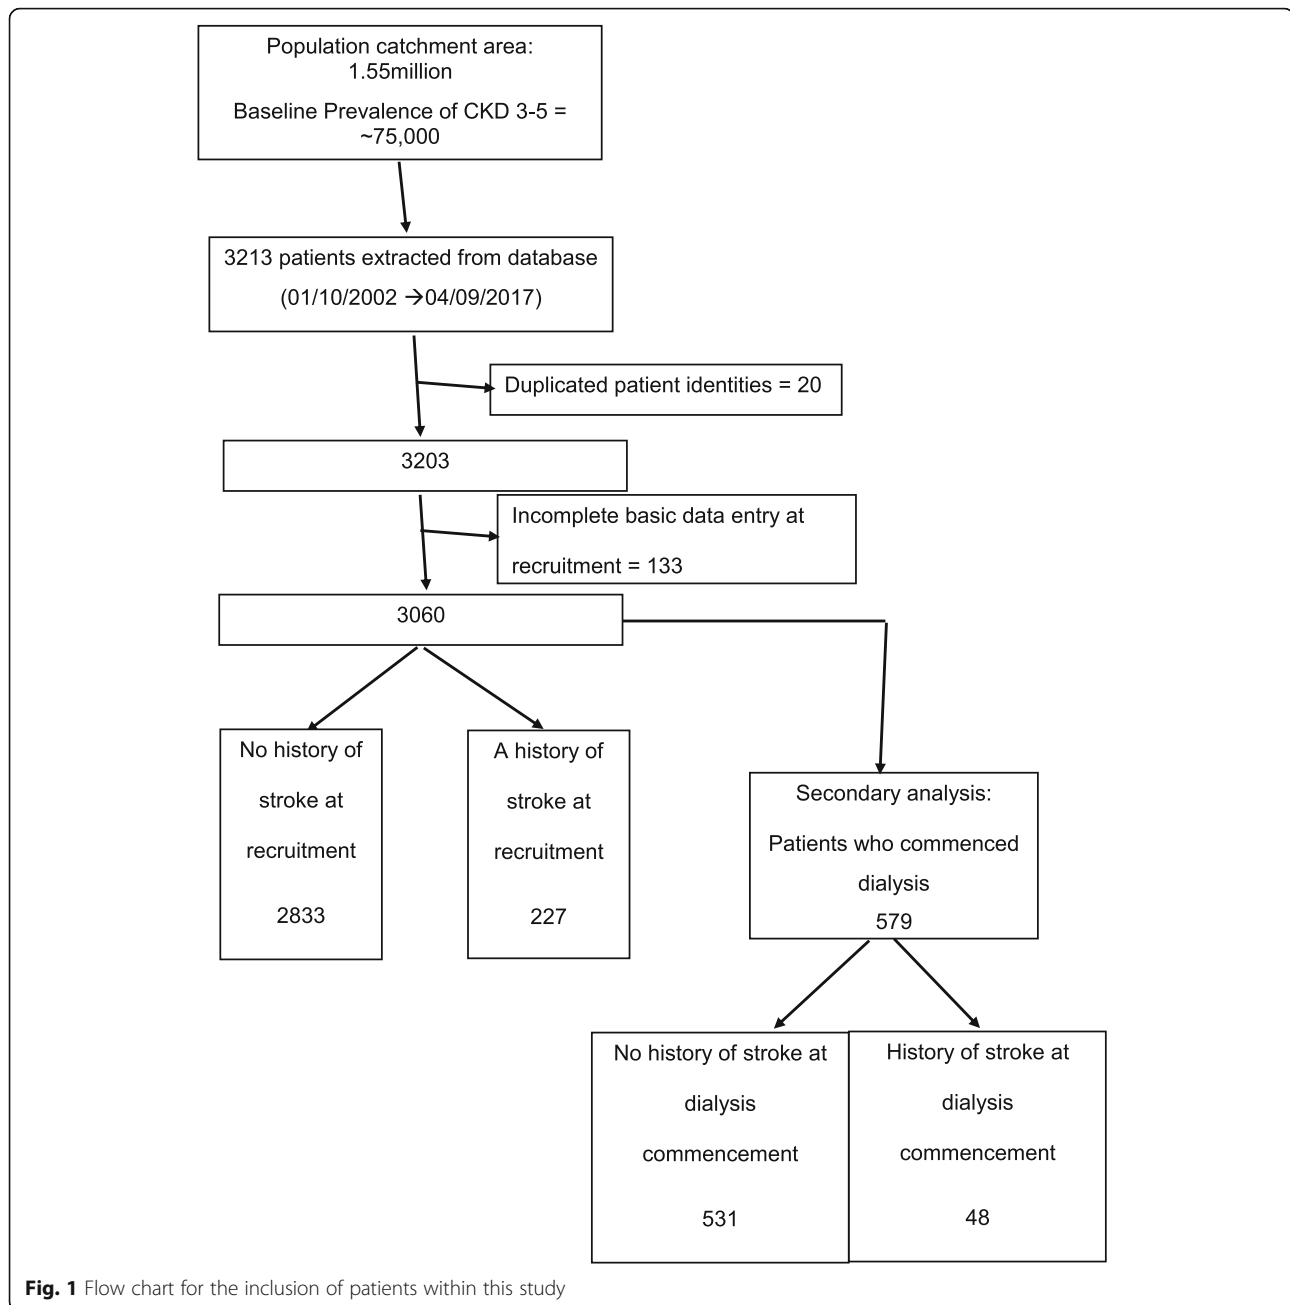 Population catchment area:
1.55million
Baseline Prevalence of CKD 3-5 =
~75,000
3213 patients extracted from database
(01/10/2002 →04/09/2017)
Duplicated patient identities = 20
3203
Incomplete basic data entry at
recruitment = 133
3060
No history of
stroke at
recruitment
2833
A history of
stroke at
recruitment
227
Secondary analysis:
Patients who commenced
dialysis
579
No history of stroke at
dialysis
commencement
531
History of stroke at
dialysis
commencement
48
Fig. 1 Flow chart for the inclusion of patients within this study